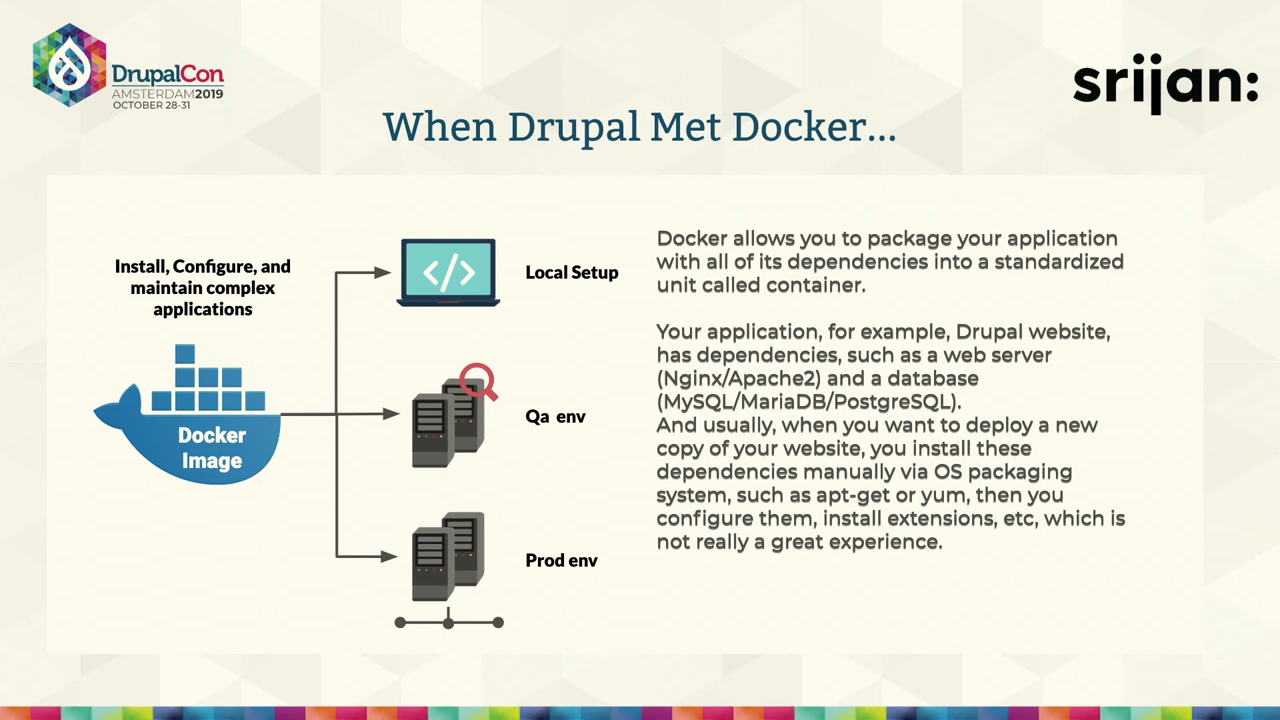 DrupalCon
AMSTERDAM2019
OCTOBER 28-31
srijan:
When Drupal Met Docker...
Install, Configure, and
maintain complex
applications
Docker
Image
</>
Local Setup
Qa env
Prod env
Docker allows you to package your application
with all of its dependencies into a standardized
unit called container.
Your application, for example, Drupal website,
has dependencies, such as a web server
(Nginx/Apache2) and a database
(MySQL/MariaDB/PostgreSQL).
And usually, when you want to deploy a new
copy of your website, you install these
dependencies manually via OS packaging
system, such as apt-get or yum, then you
configure them, install extensions, etc, which is
not really a great experience.